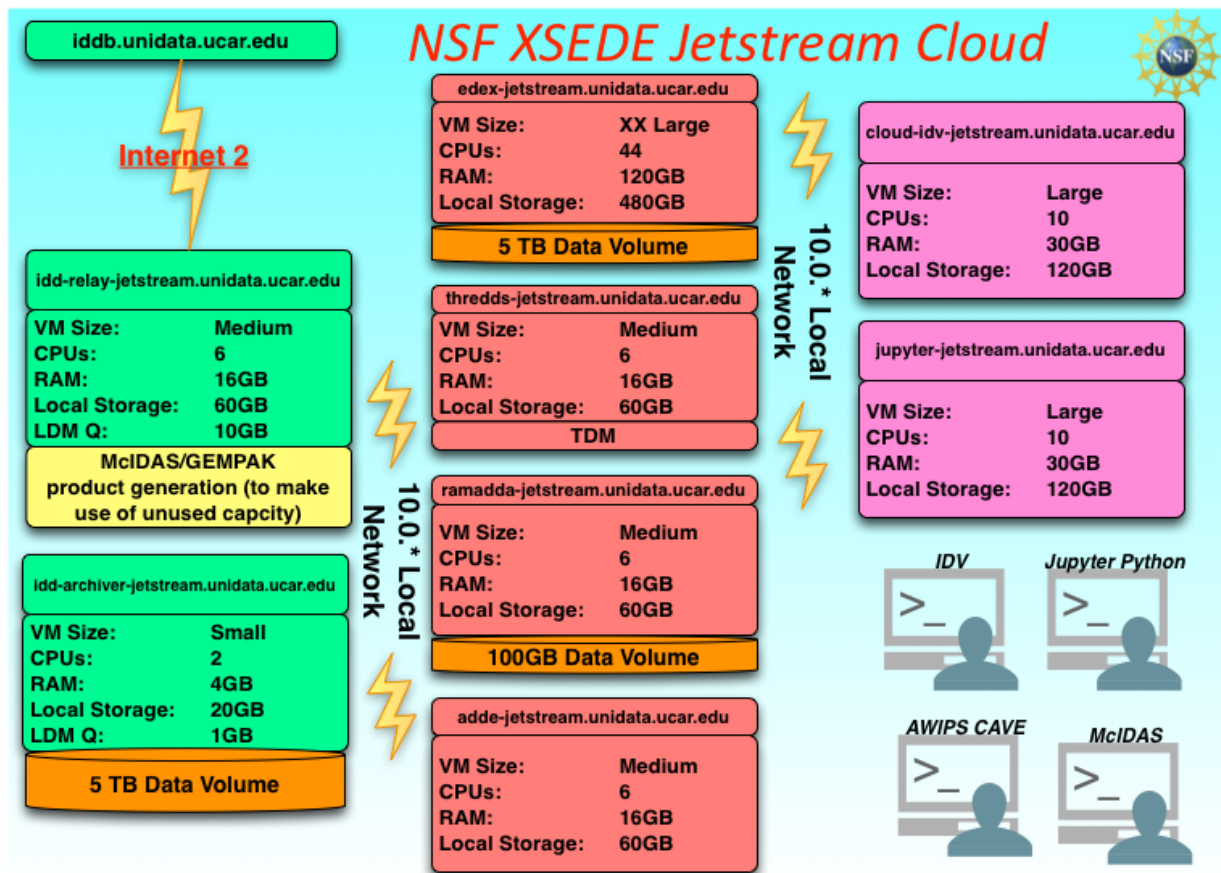 NSF XSEDE Jetstream Cloud
NSF
iddb.unidata.ucar.edu
Internet 2
idd-relay-jetstream.unidata.ucar.edu
VM Size: Medium
CPUs: 6
RAM: 16GB
Local Storage: 60GB
LDM Q: 10GB
McIDAS/GEMPAK
product generation (to make
use of unused capcity)
idd-archiver-jetstream.unidata.ucar.edu
VM Size: Small
CPUs: 2
RAM: 4GB
Local Storage: 20GB
LDM Q: 1GB
5 TB Data Volume
10.0.* Local
Network
edex-jetstream.unidata.ucar.edu
VM Size: XX Large
CPUs: 44
RAM: 120GB
Local Storage: 480GB
5 TB Data Volume
thredds-jetstream.unidata.ucar.edu
VM Size: Medium
CPUs: 6
RAM: 16GB
Local Storage: 60GB
TDM
ramadda-jetstream.unidata.ucar.edu
VM Size: Medium
CPUs: 6
RAM: 16GB
Local Storage: 60GB
100GB Data Volume
adde-jetstream.unidata.ucar.edu
VM Size: Medium
CPUs: 6
RAM: 16GB
Local Storage: 60GB
10.0.* Local
Network
cloud-idv-jetstream.unidata.ucar.edu
VM Size: Large
CPUs: 10
RAM: 30GB
Local Storage: 120GB
jupyter-jetstream.unidata.ucar.edu
VM Size: Large
CPUs: 10
RAM: 30GB
Local Storage: 120GB
IDV
>_
Jupyter Python
>_
AWIPS CAVE
>_
McIDAS
>_